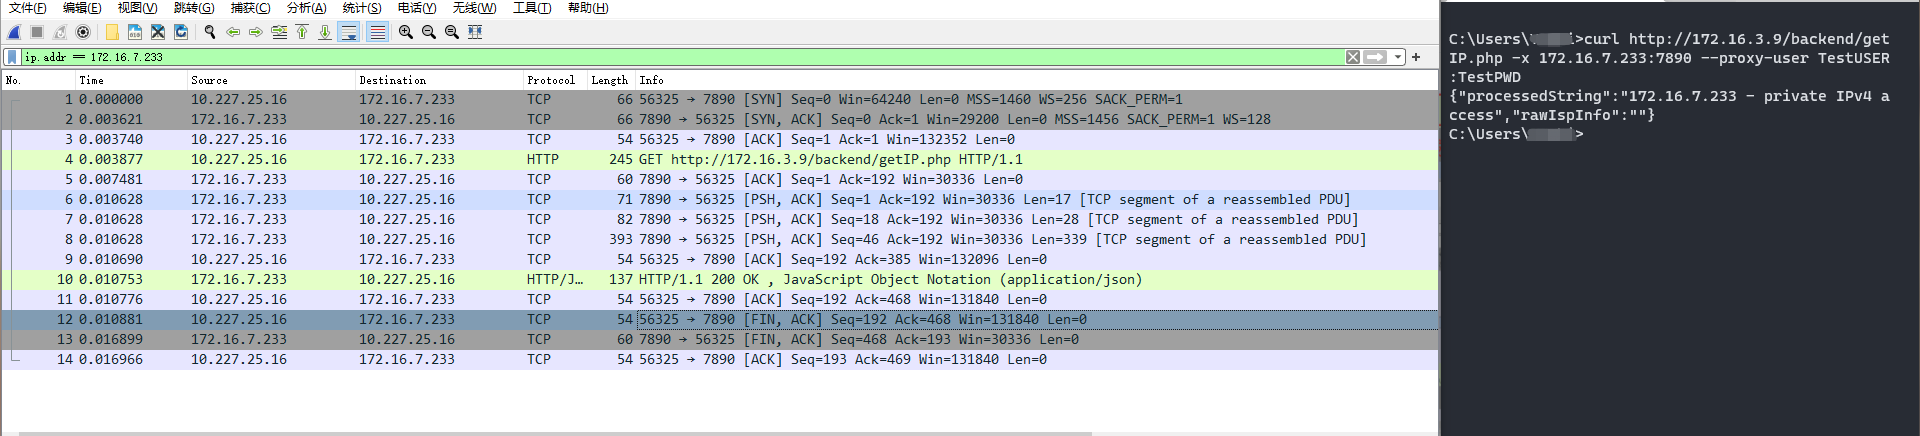 文件(F) 编辑(E) 视图(V) 跳转(G) 捕获(C) 分析(A) 统计(S) 电话(Y) 无线(W) 工具(T) 帮助(H)
ip.addr == 172.16.7.233
No. Time Source Destination Protocol Length Info
1 0.000000 10.227.25.16 172.16.7.233 TCP 66 56325 → 7890 [SYN] Seq=0 Win=64240 Len=0 MSS=1460 WS=256 SACK_PERM=1
2 0.003621 172.16.7.233 10.227.25.16 TCP 66 7890 → 56325 [SYN, ACK] Seq=0 Ack=1 Win=29200 Len=0 MSS=1456 SACK_PERM=1 WS=128
3 0.003740 10.227.25.16 172.16.7.233 TCP 54 56325 → 7890 [ACK] Seq=1 Ack=1 Win=132352 Len=0
4 0.003877 10.227.25.16 172.16.7.233 HTTP 245 GET http://172.16.3.9/backend/getIP.php HTTP/1.1
5 0.007481 172.16.7.233 10.227.25.16 TCP 60 7890 → 56325 [ACK] Seq=1 Ack=192 Win=30336 Len=0
6 0.010628 172.16.7.233 10.227.25.16 TCP 71 7890 → 56325 [PSH, ACK] Seq=1 Ack=192 Win=30336 Len=17 [TCP segment of a reassembled PDU]
7 0.010628 172.16.7.233 10.227.25.16 TCP 82 7890 → 56325 [PSH, ACK] Seq=18 Ack=192 Win=30336 Len=28 [TCP segment of a reassembled PDU]
8 0.010628 172.16.7.233 10.227.25.16 TCP 393 7890 → 56325 [PSH, ACK] Seq=46 Ack=192 Win=30336 Len=339 [TCP segment of a reassembled PDU]
9 0.010690 10.227.25.16 172.16.7.233 TCP 54 56325 → 7890 [ACK] Seq=192 Ack=385 Win=132096 Len=0
10 0.010753 172.16.7.233 10.227.25.16 HTTP/J… 137 HTTP/1.1 200 OK , JavaScript Object Notation (application/json)
11 0.010776 10.227.25.16 172.16.7.233 TCP 54 56325 → 7890 [ACK] Seq=192 Ack=468 Win=131840 Len=0
12 0.010881 10.227.25.16 172.16.7.233 TCP 54 56325 → 7890 [FIN, ACK] Seq=192 Ack=468 Win=131840 Len=0
13 0.016899 172.16.7.233 10.227.25.16 TCP 60 7890 → 56325 [FIN, ACK] Seq=468 Ack=193 Win=30336 Len=0
14 0.016966 10.227.25.16 172.16.7.233 TCP 54 56325 → 7890 [ACK] Seq=193 Ack=469 Win=131840 Len=0
C:\Users\>curl http://172.16.3.9/backend/get
IP.php -x 172.16.7.233:7890 --proxy-user TestUSER
:TestPWD
{"processedString":"172.16.7.233 - private IPv4 a
ccess","rawIspInfo":""}
C:\Users\>